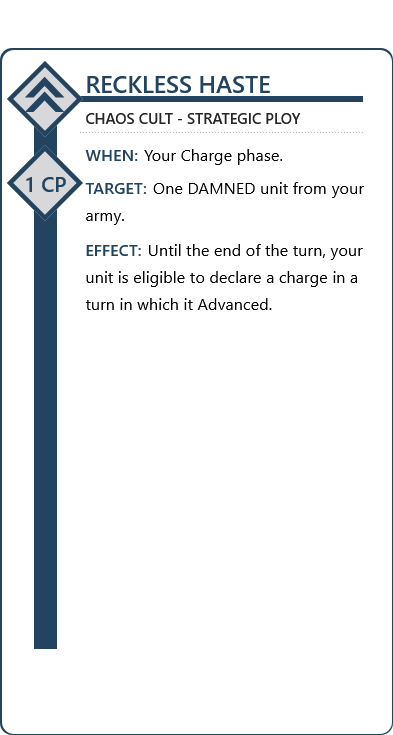 RECKLESS HASTE
CHAOS CULT - STRATEGIC PLOY
1 CP
WHEN: Your Charge phase.
TARGET: One DAMNED unit from your
army.
EFFECT: Until the end of the turn, your
unit is eligible to declare a charge in a
turn in which it Advanced.